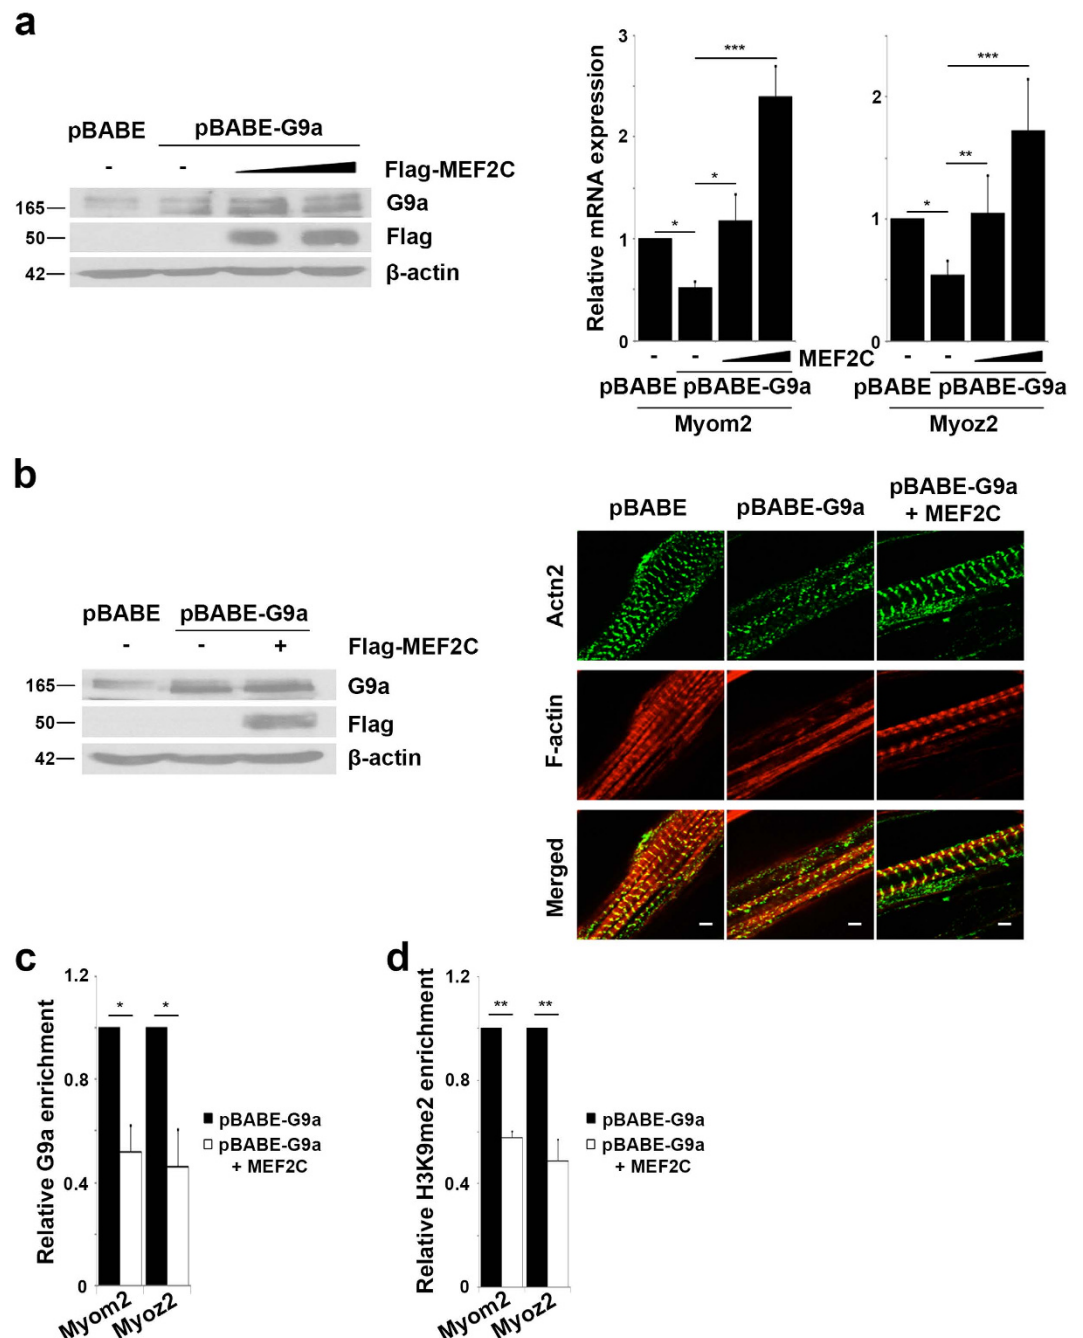 a
pBABE
pBABE-G9a
- -
Flag-MEF2C
165
G9a
50
Flag
42
β-actin
Relative mRNA expression
3
2
1
0
***
*
*
- -
MEF2C
pBABE pBABE-G9a
Myom2
2
1
0
***
**
*
- -
pBABE pBABE-G9a
Myoz2
b
pBABE
pBABE-G9a
- - +
Flag-MEF2C
165
G9a
50
Flag
42
β-actin
pBABE
pBABE-G9a
pBABE-G9a
+ MEF2C
Actn2
F-actin
Merged
c
Relative G9a enrichment
1.2
0.8
0.4
0
* *
Myom2 Myoz2
pBABE-G9a
pBABE-G9a
+ MEF2C
d
Relative H3K9me2 enrichment
1.2
0.8
0.4
0
** **
Myom2 Myoz2
pBABE-G9a
pBABE-G9a
+ MEF2C